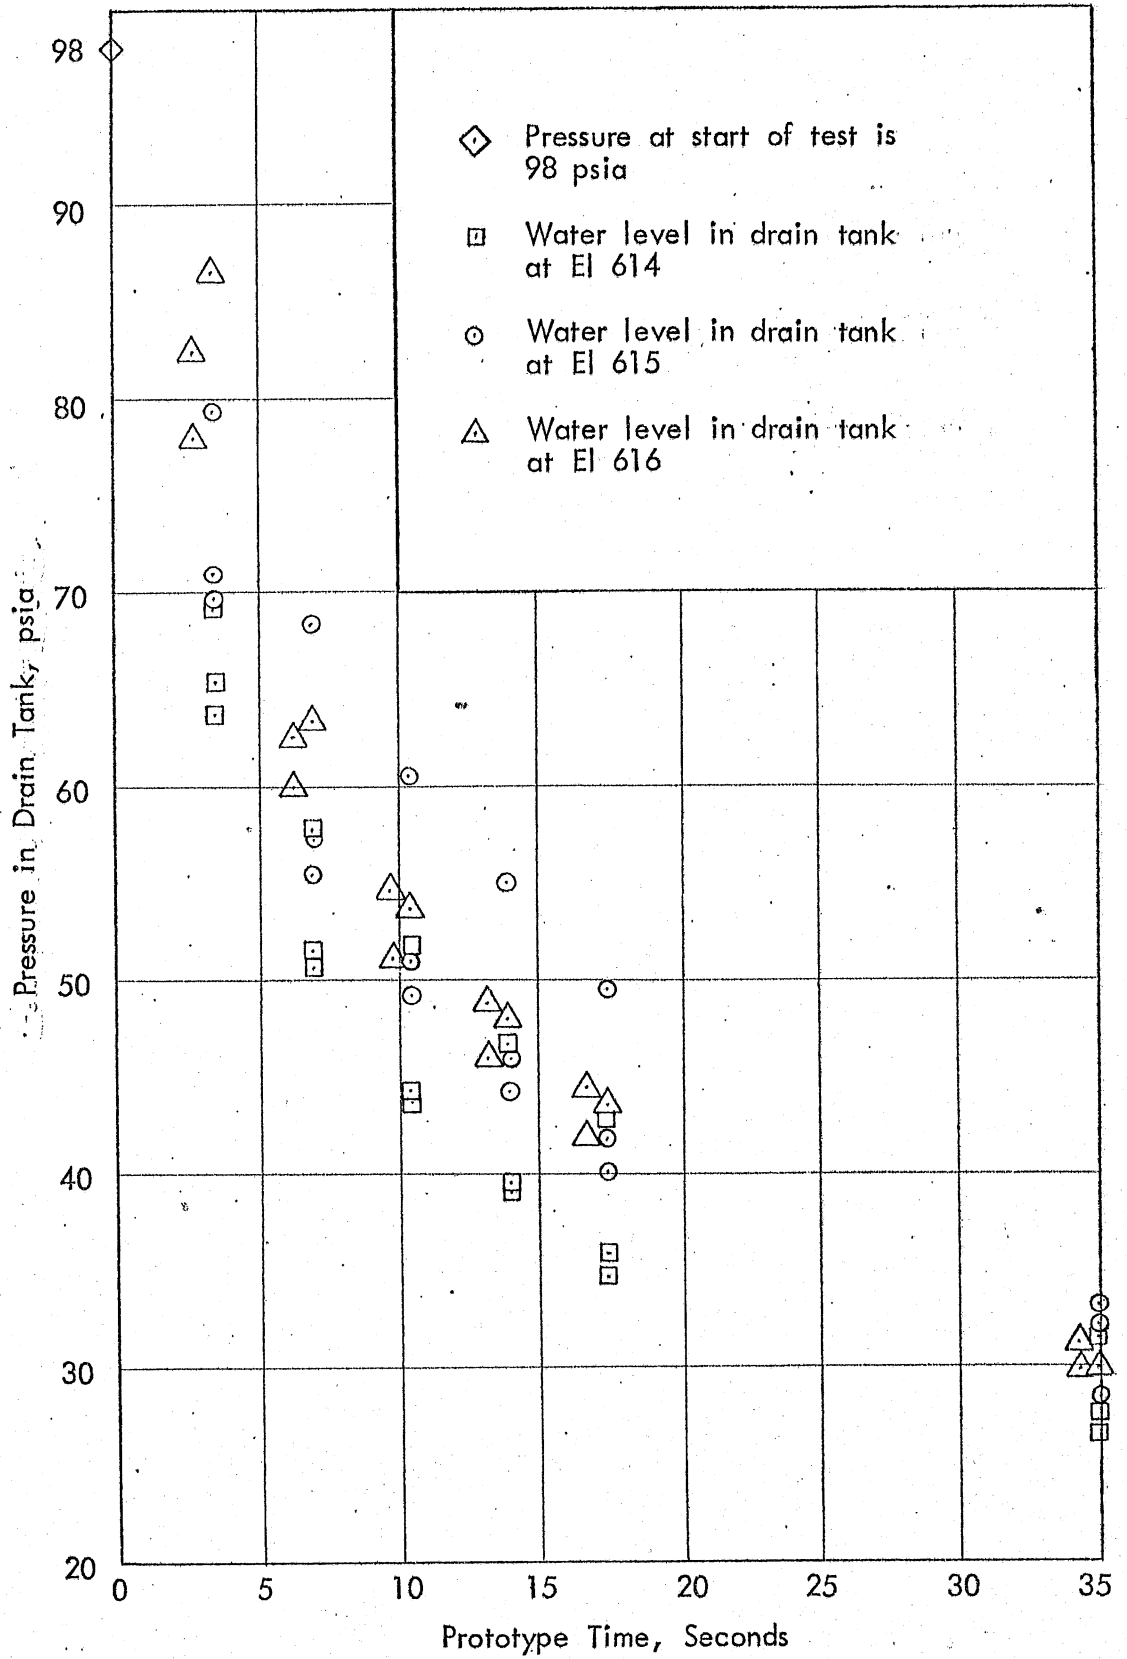 98
90
80
70
60
50
40
30
20
Pressure in Drain Tank, psia
Pressure at start of test is
98 psia
Water level in drain tank
at El 614
Water level in drain tank
at El 615
Water level in drain tank
at El 616
0 5 10 15 20 25 30 35
Prototype Time, Seconds